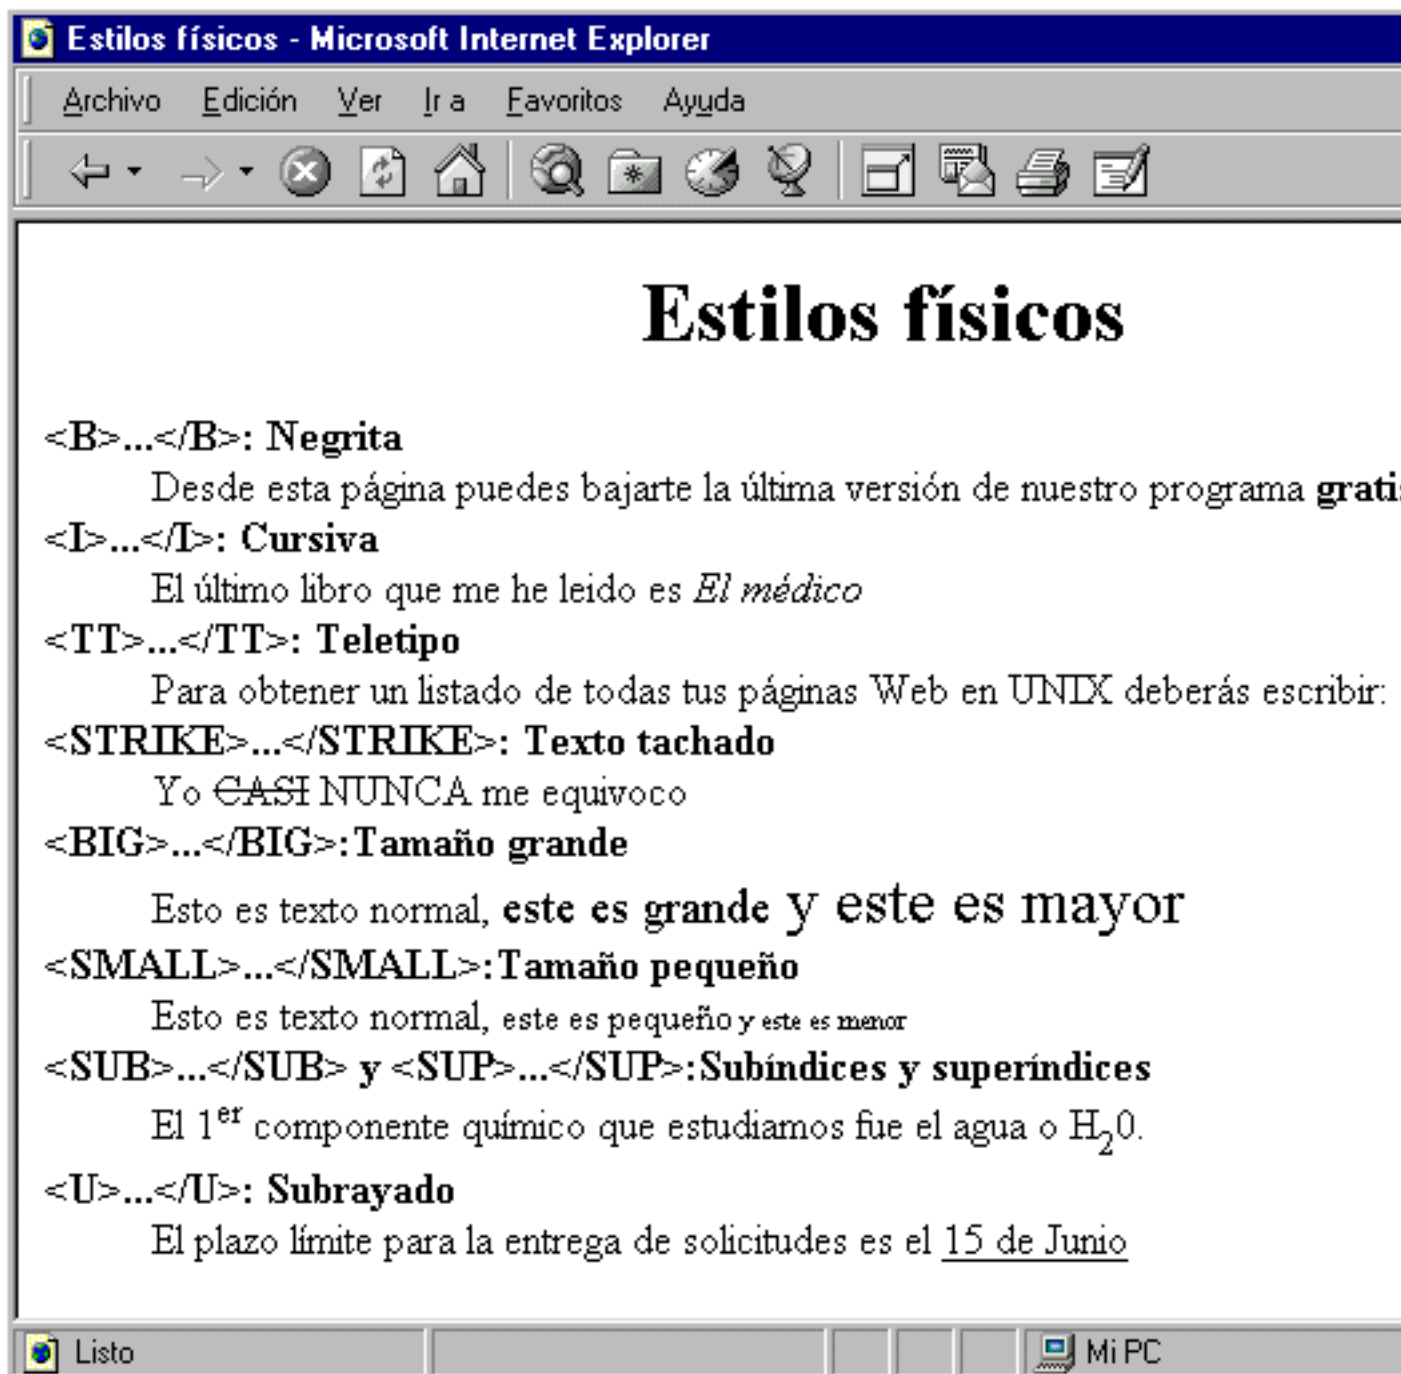 Estilos físicos - Microsoft Internet Explorer
Archivo Edición Ver Ir a Favoritos Ayuda
Estilos físicos
<B>...</B>: Negrita
Desde esta página puedes bajarte la última versión de nuestro programa
<I>...</I>: Cursiva
El último libro que me he leido es El médico
<TT>...</TT>: Teletipo
Para obtener un listado de todas tus páginas Web en UNIX deberás escribir:
<STRIKE>...</STRIKE>: Texto tachado
Yo CASI NUNCA me equivoco
<BIG>...</BIG>:Tamaño grande
Esto es texto normal, este es grande y este es mayor
<SMALL>...</SMALL>:Tamaño pequeño
Esto es texto normal, este es pequeño y este es menor
<SUB>...</SUB> y <SUP>...</SUP>:Subíndices y superíndices
El 1er componente químico que estudiamos fue el agua o H20.
<U>...</U>: Subrayado
El plazo límite para la entrega de solicitudes es el 15 de Junio
Listo Mi PC